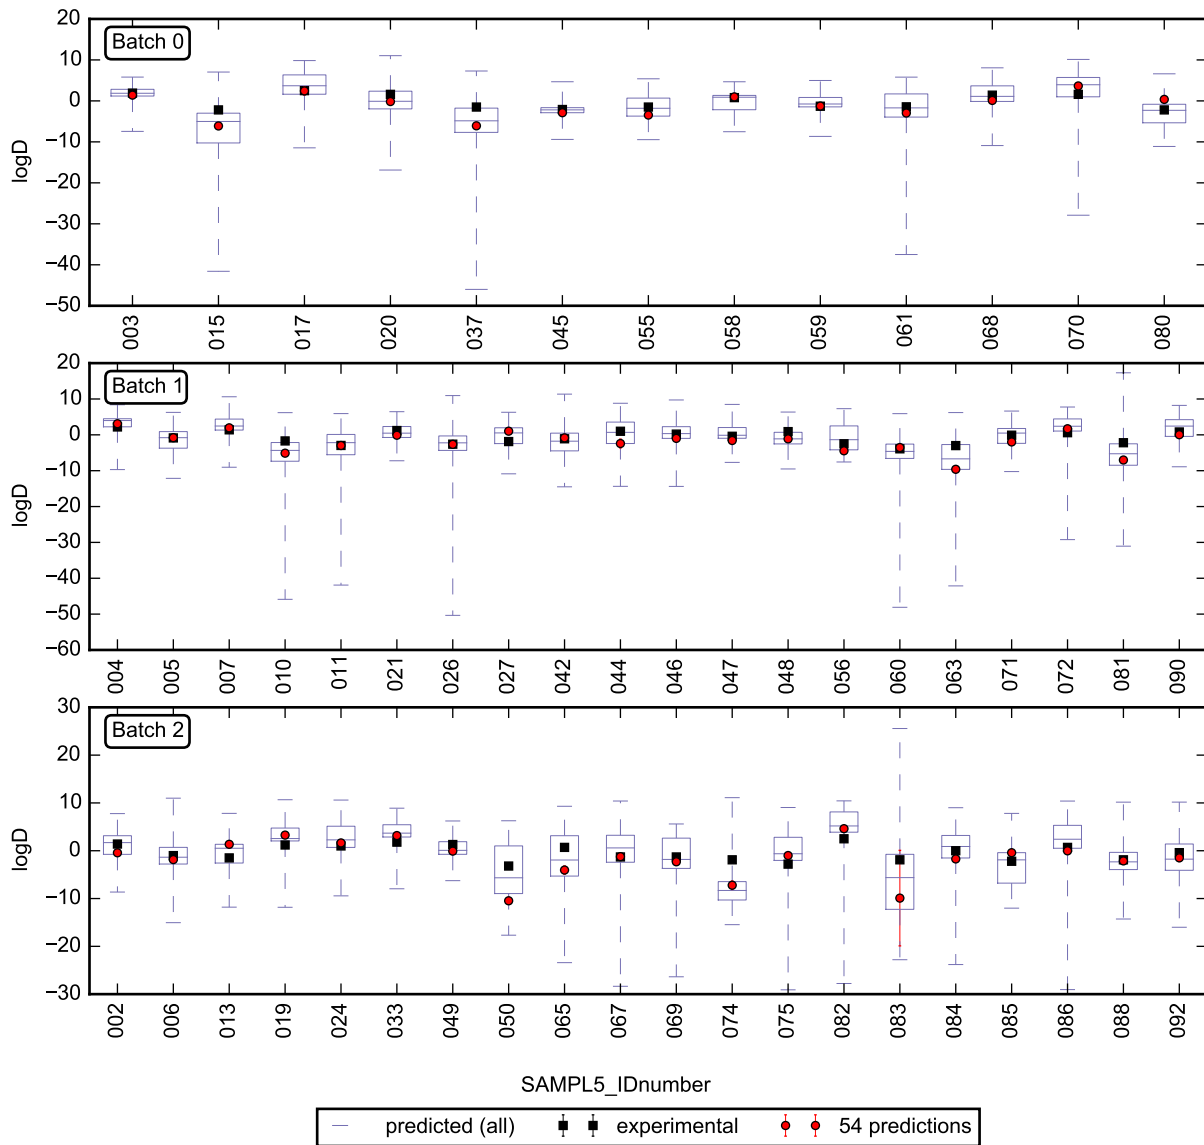 20
Batch 0
10
0
−10
−20
−30
−40
−50
logD
003 015 017 020 037 045 055 058 059 061 068 070 080
20
Batch 1
10
0
−10
−20
−30
−40
−50
−60
logD
004 005 007 010 011 021 026 027 042 044 046 047 048 056 060 063 071 072 081 090
30
Batch 2
20
10
0
−10
−20
−30
logD
002 006 013 019 024 033 049 050 065 067 069 074 075 082 083 084 085 086 088 092
SAMPL5_IDnumber
predicted (all) experimental 54 predictions